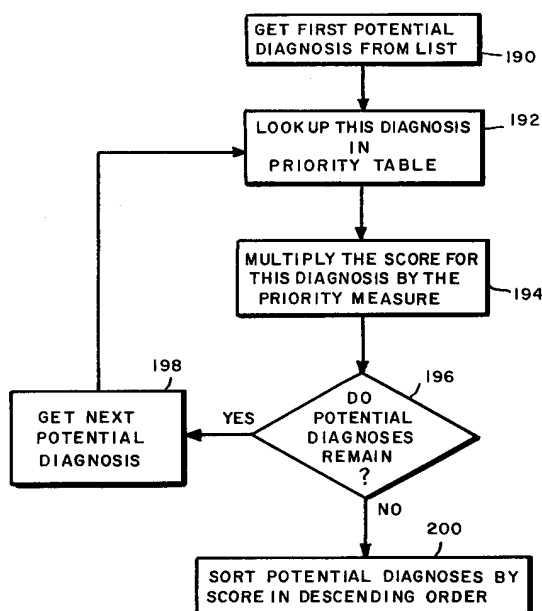 GET FIRST POTENTIAL
DIAGNOSIS FROM LIST
190
LOOK UP THIS DIAGNOSIS
IN
PRIORITY TABLE
192
MULTIPLY THE SCORE FOR
THIS DIAGNOSIS BY THE
PRIORITY MEASURE
194
196
DO
POTENTIAL
DIAGNOSES
REMAIN
?
YES
198
GET NEXT
POTENTIAL
DIAGNOSIS
NO
200
SORT POTENTIAL DIAGNOSES BY
SCORE IN DESCENDING ORDER